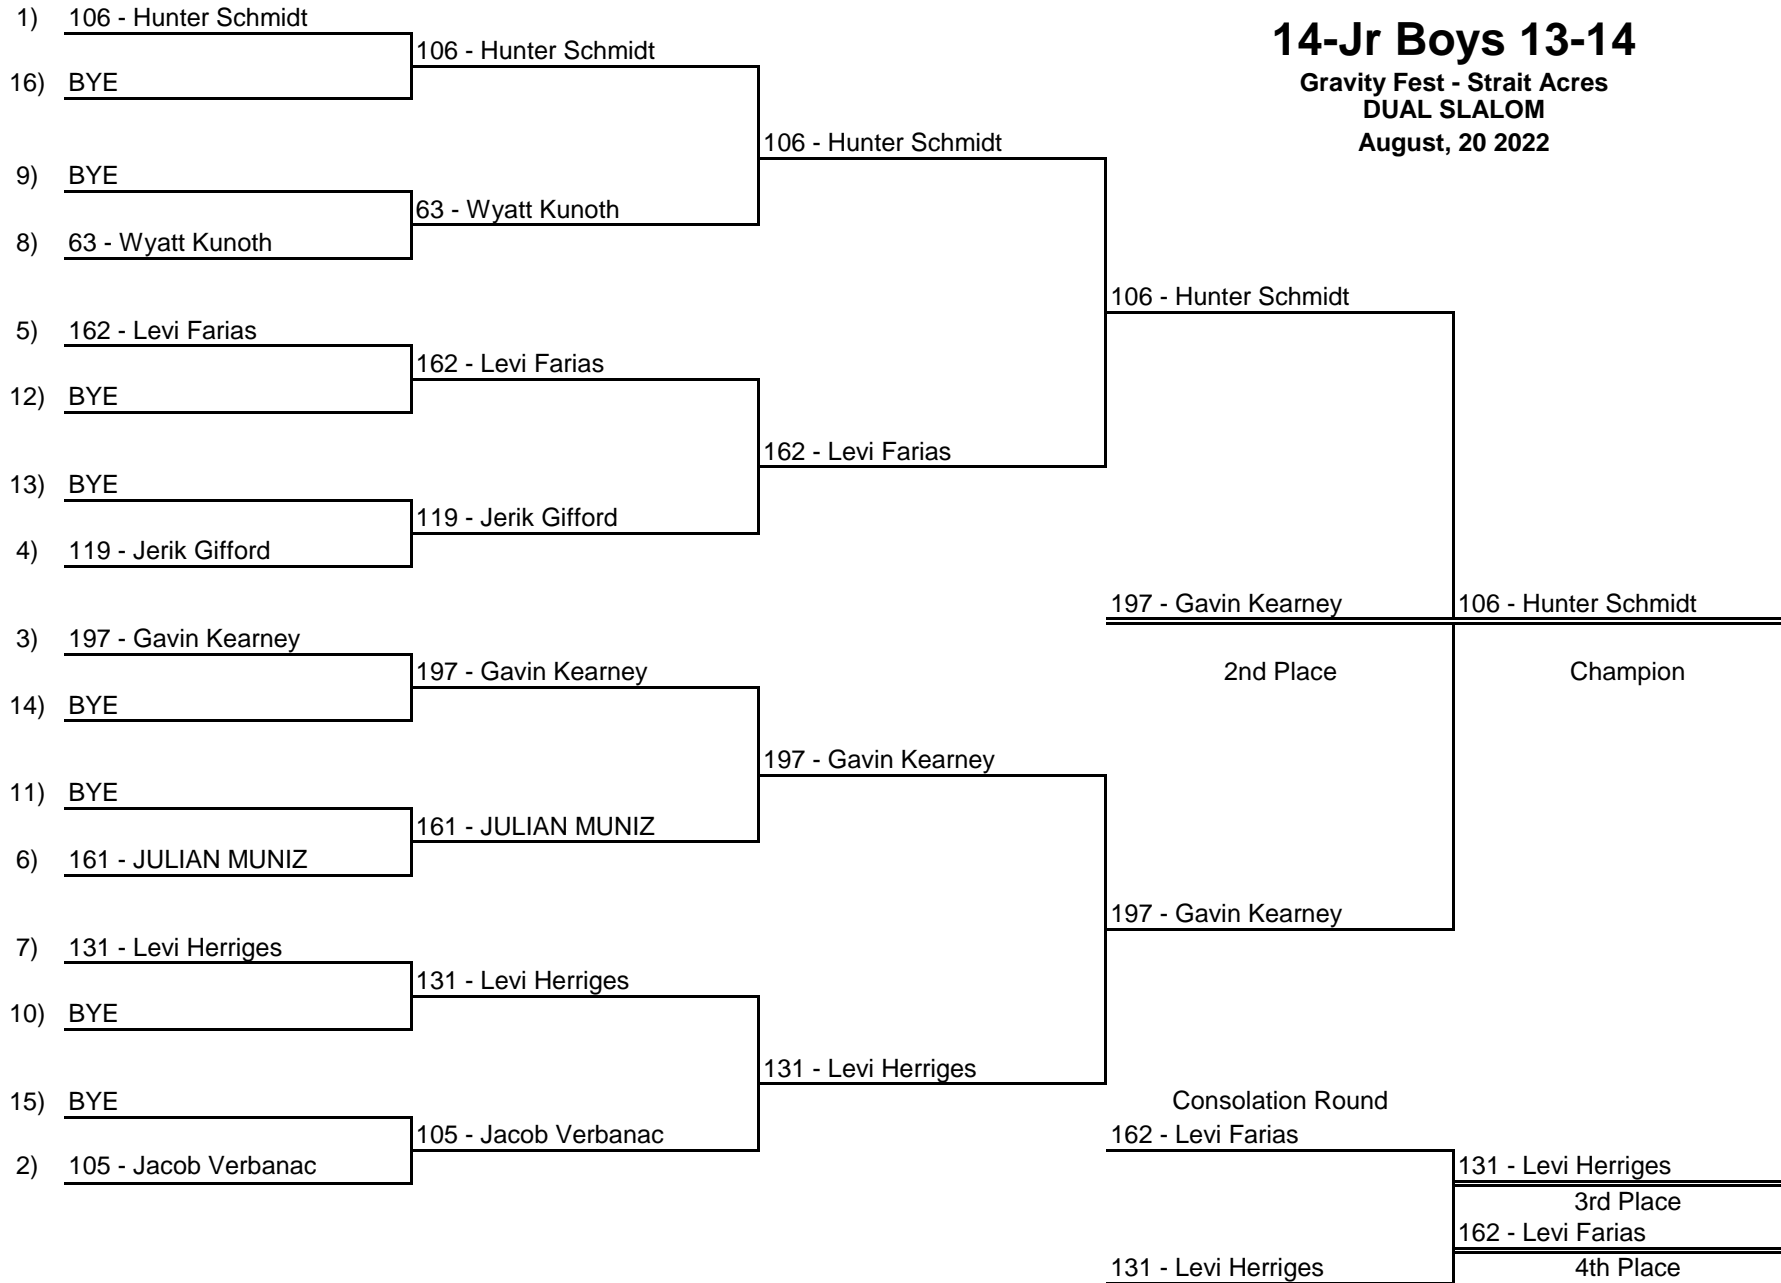 14-Jr Boys 13-14
Gravity Fest - Strait Acres
DUAL SLALOM
August, 20 2022
1) 106 - Hunter Schmidt
16) BYE
9) BYE
8) 63 - Wyatt Kunoth
5) 162 - Levi Farias
12) BYE
13) BYE
4) 119 - Jerik Gifford
3) 197 - Gavin Kearney
14) BYE
11) BYE
6) 161 - JULIAN MUNIZ
7) 131 - Levi Herriges
10) BYE
15) BYE
2) 105 - Jacob Verbanac
106 - Hunter Schmidt
63 - Wyatt Kunoth
162 - Levi Farias
119 - Jerik Gifford
197 - Gavin Kearney
161 - JULIAN MUNIZ
131 - Levi Herriges
105 - Jacob Verbanac
106 - Hunter Schmidt
162 - Levi Farias
197 - Gavin Kearney
131 - Levi Herriges
106 - Hunter Schmidt
197 - Gavin Kearney
2nd Place
197 - Gavin Kearney
106 - Hunter Schmidt
Champion
Consolation Round
162 - Levi Farias
131 - Levi Herriges
131 - Levi Herriges
3rd Place
162 - Levi Farias
4th Place